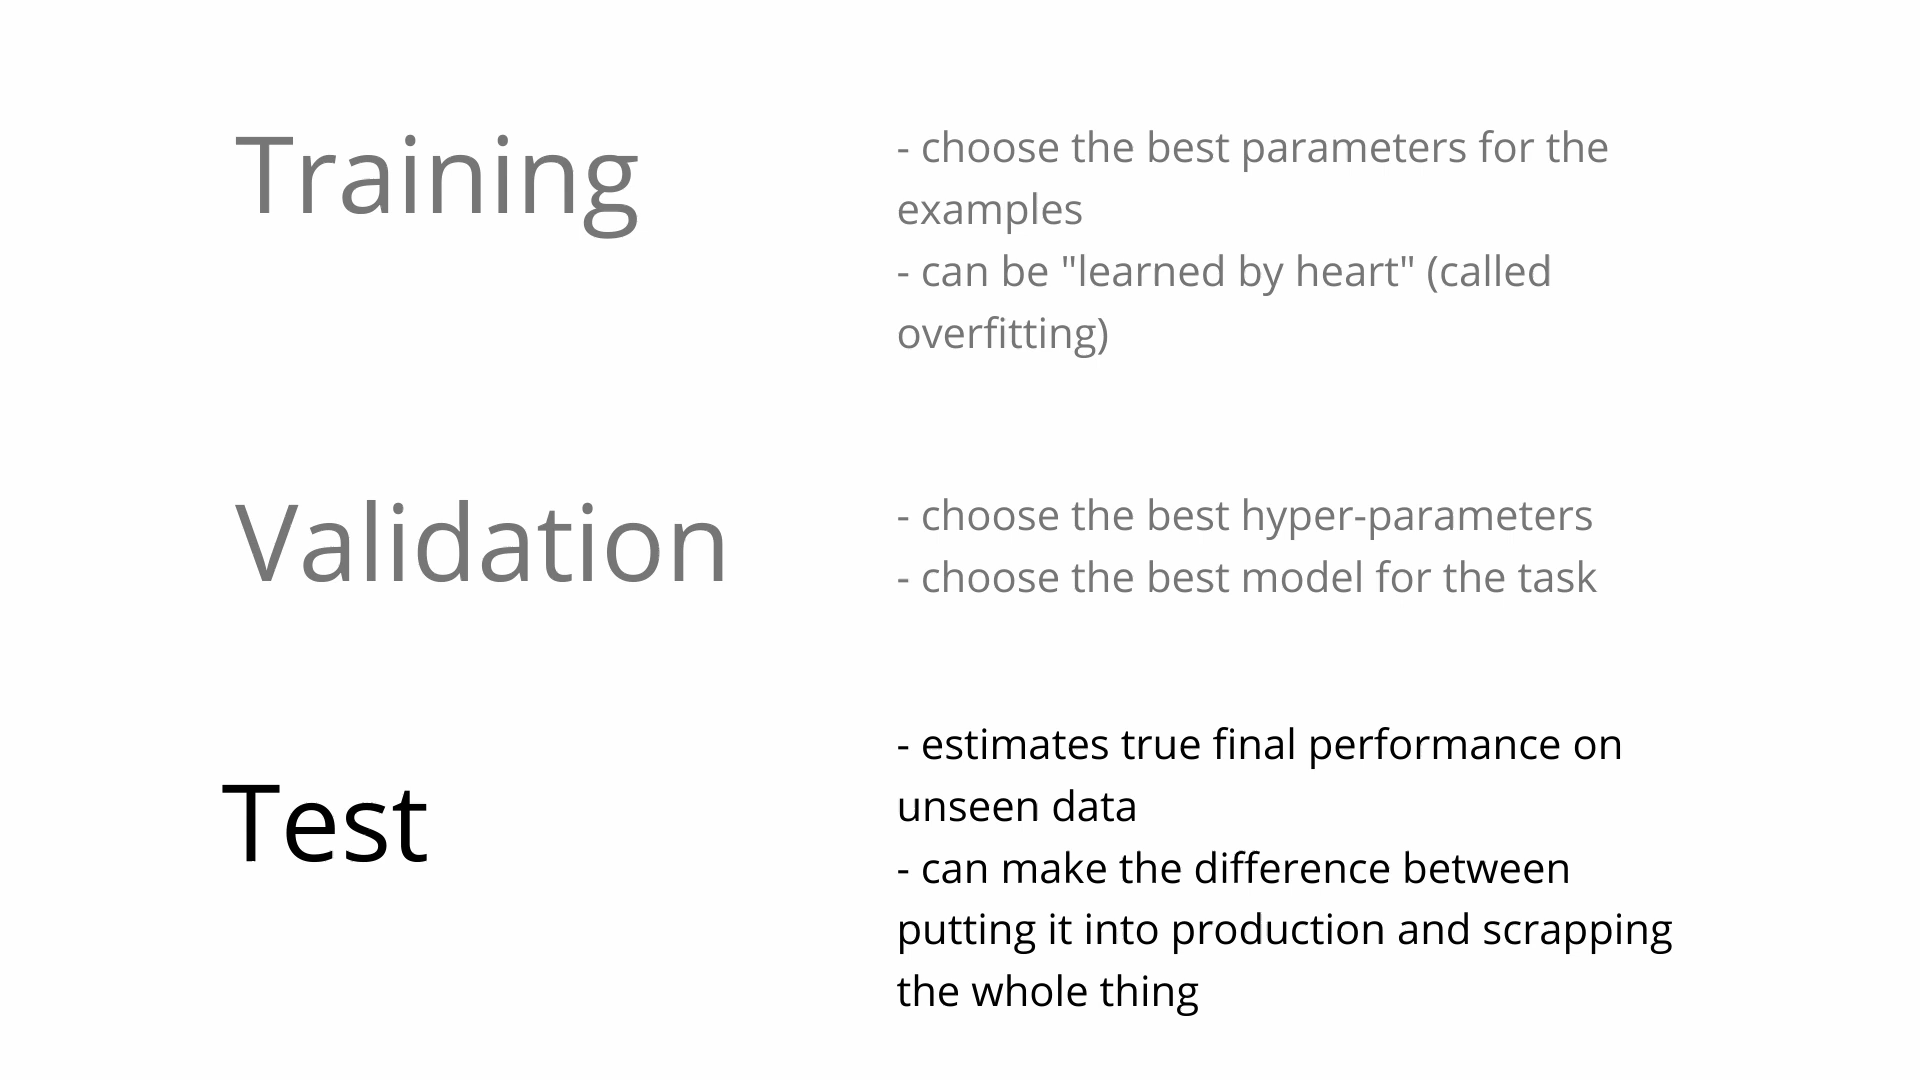 Training
- choose the best parameters for the
examples
- can be "learned by heart" (called
overfitting)
Validation
- choose the best hyper-parameters
- choose the best model for the task
Test
- estimates true final performance on
unseen data
- can make the difference between
putting it into production and scrapping
the whole thing